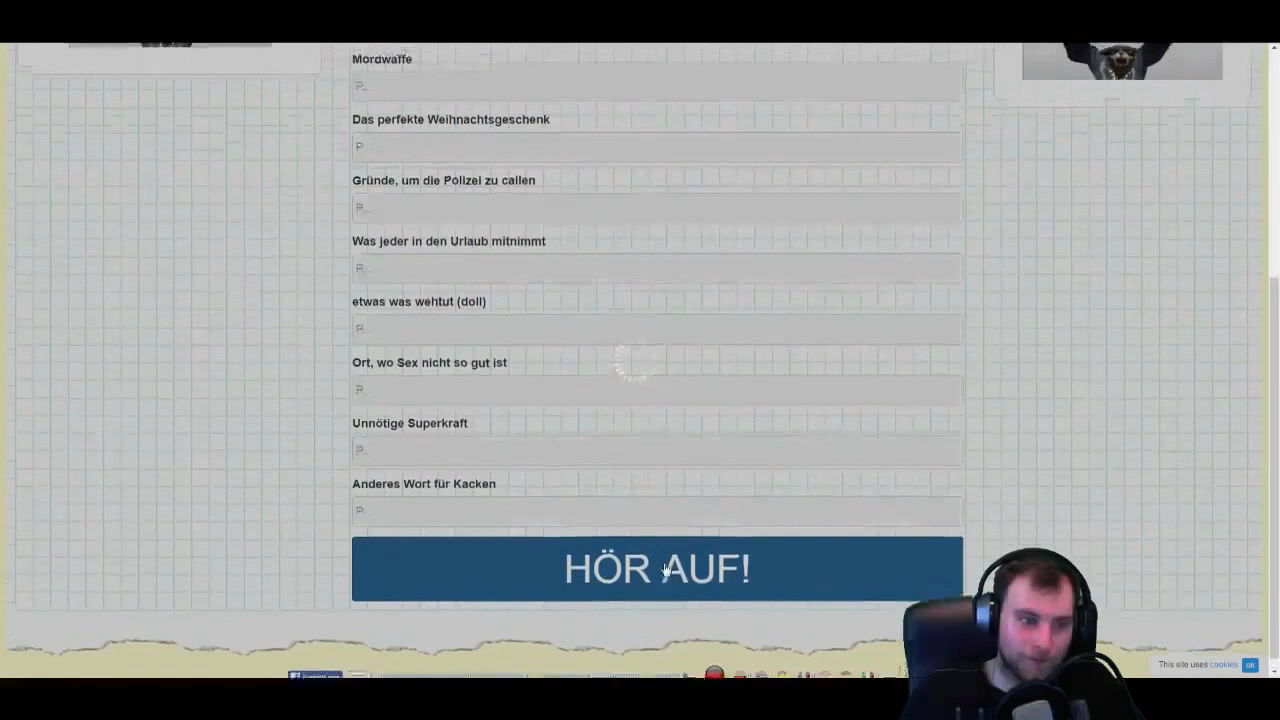 Mordwaffe
P...
Das perfekte Weihnachtsgeschenk
P...
Gründe, um die Polizei zu callen
P...
Was jeder in den Urlaub mitnimmt
P...
etwas was wehtut (doll)
P...
Ort, wo Sex nicht so gut ist
P...
Unnötige Superkraft
P...
Anderes Wort für Kacken
P...
HÖR AUF!
This site uses cookies ok